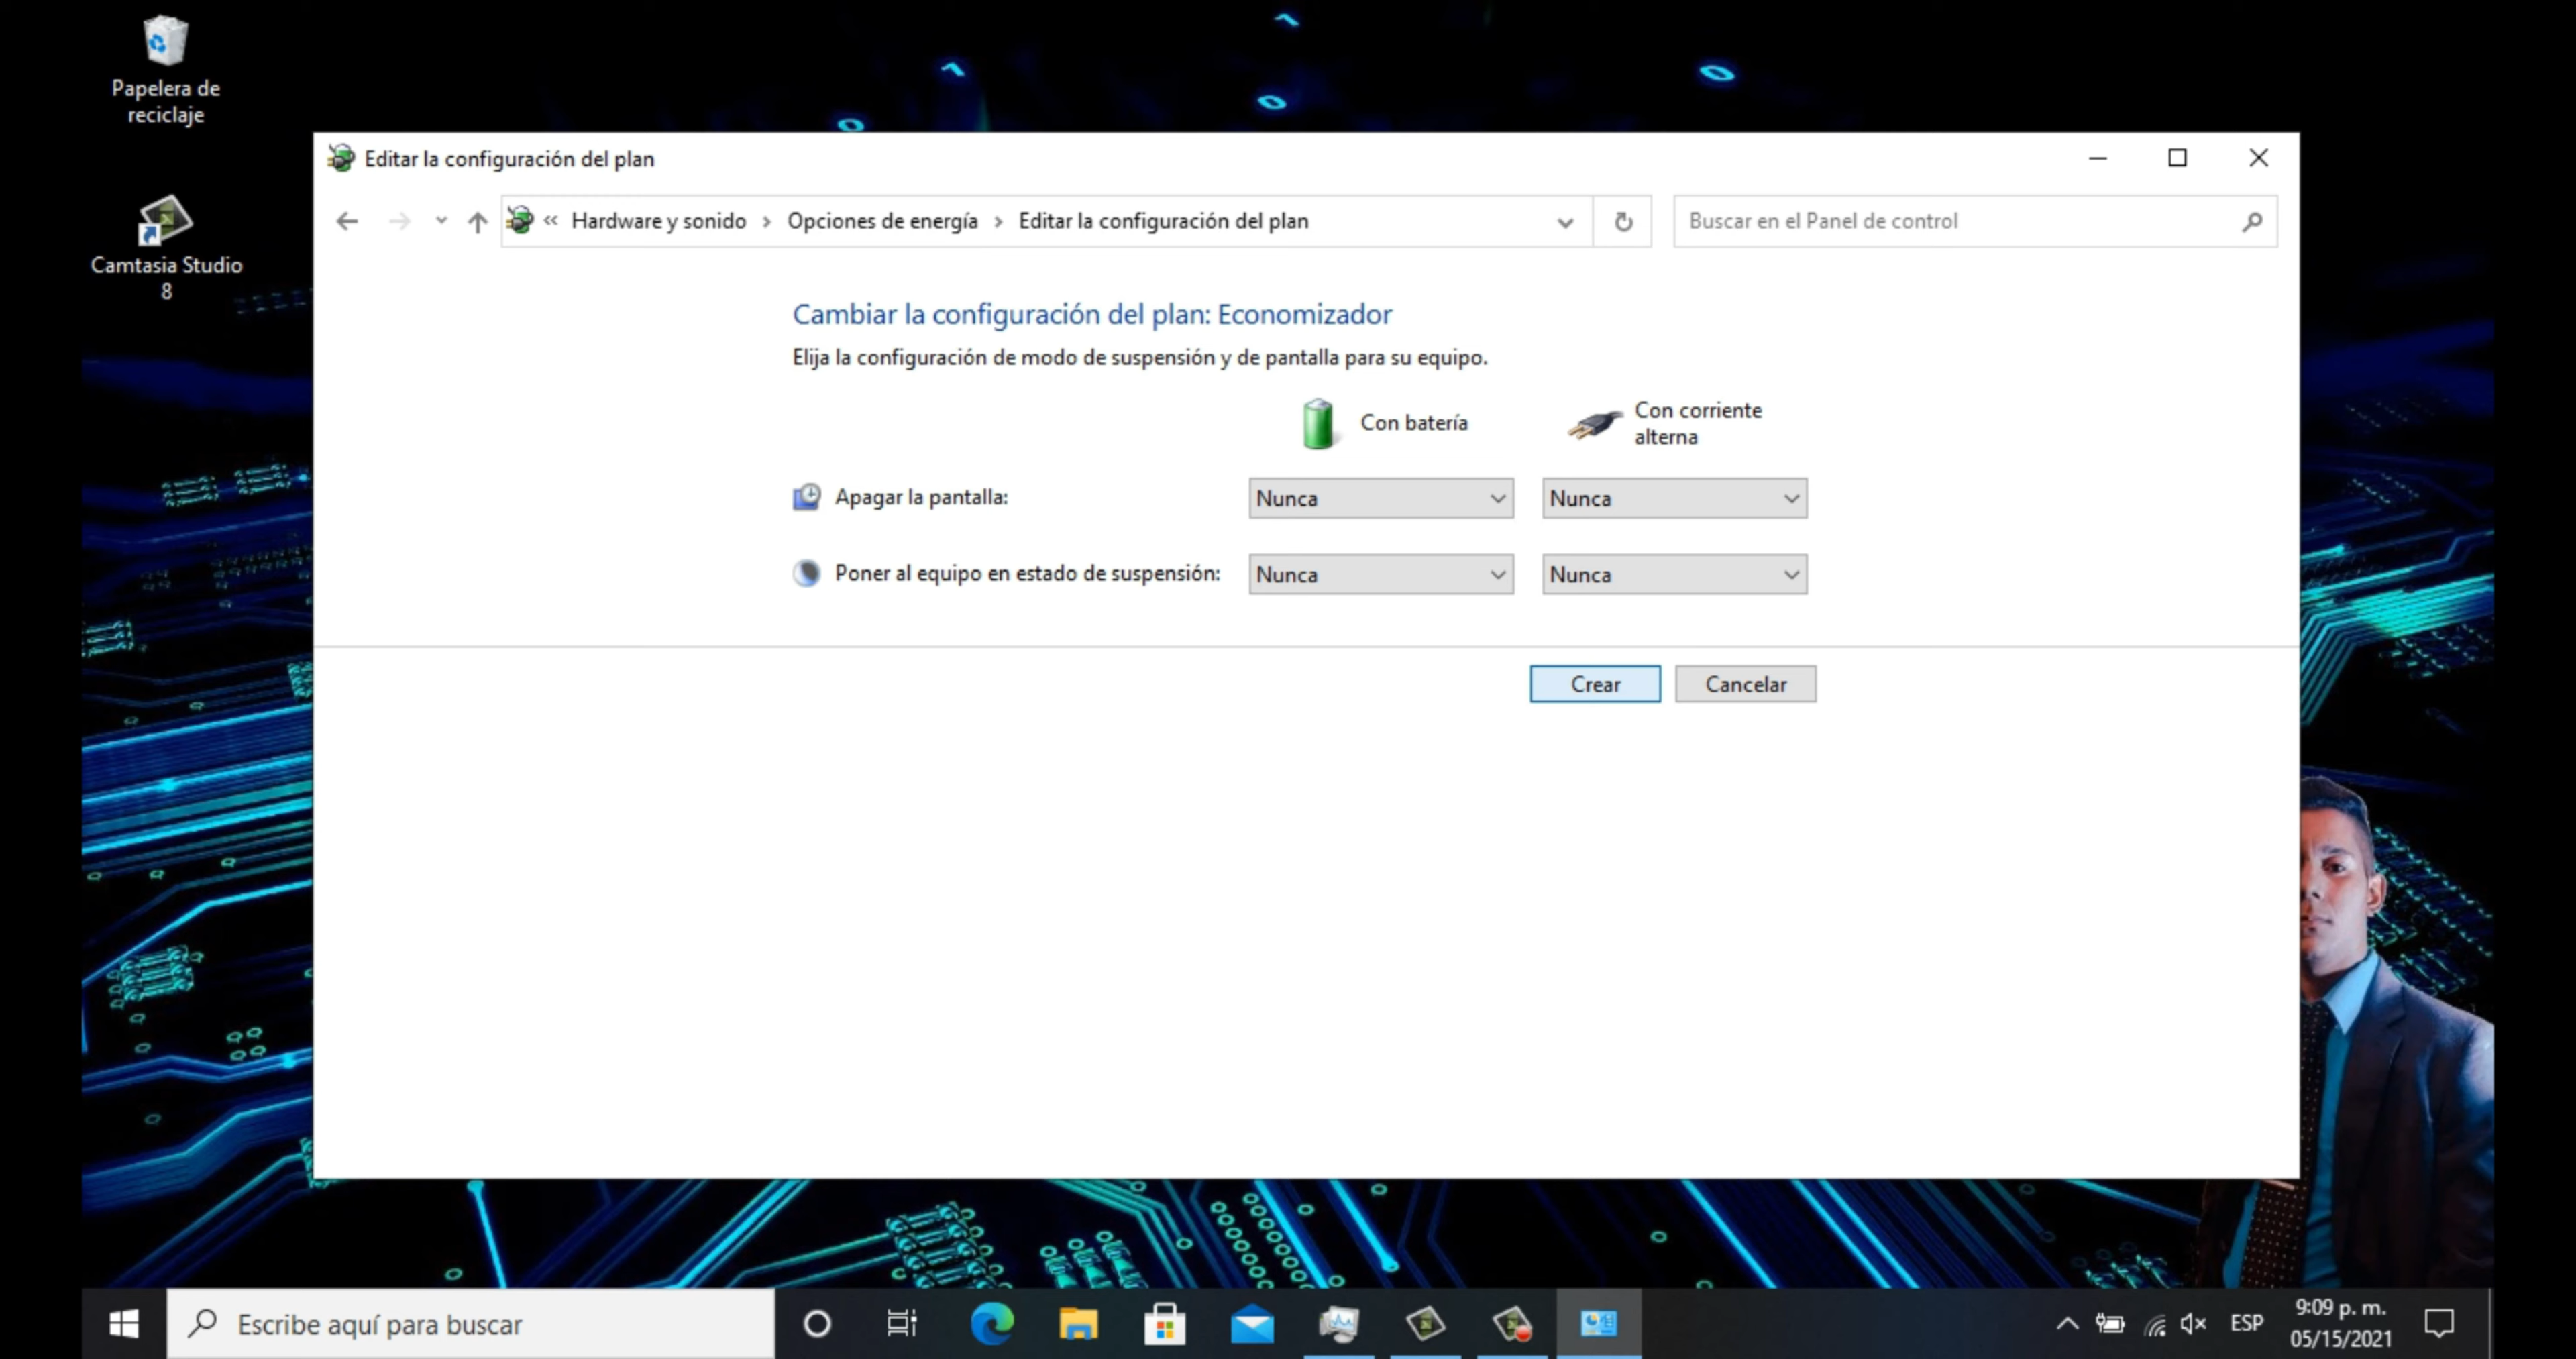 Papelera de
reciclaje
Camtasia Studio
8
Editar la configuración del plan
« Hardware y sonido > Opciones de energía > Editar la configuración del plan
Buscar en el Panel de control
Cambiar la configuración del plan: Economizador
Elija la configuración de modo de suspensión y de pantalla para su equipo.
Con batería
Con corriente
alterna
Apagar la pantalla:
Nunca
Nunca
Poner al equipo en estado de suspensión:
Nunca
Nunca
Crear
Cancelar
Escribe aquí para buscar
ESP
9:09 p. m.
05/15/2021